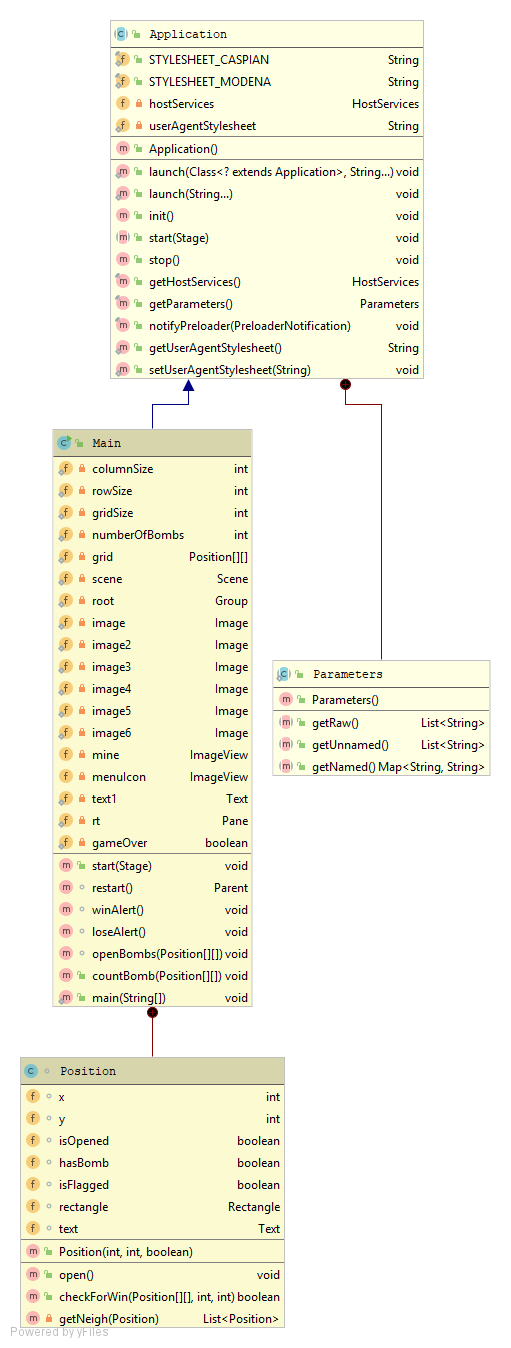 Application
STYLESHEET_CASPIAN String
STYLESHEET_MODENA String
hostServices HostServices
userAgentStylesheet String
Application()
launch(Class<? extends Application>, String...) void
launch(String...) void
init() void
start(Stage) void
stop() void
getHostServices() HostServices
getParameters() Parameters
notifyPreloader(PreloaderNotification) void
getUserAgentStylesheet() String
setUserAgentStylesheet(String) void
Main
columnSize int
rowSize int
gridSize int
numberOfBombs int
grid Position[][]
scene Scene
root Group
image Image
image2 Image
image3 Image
image4 Image
image5 Image
image6 Image
mine ImageView
menuIcon ImageView
text1 Text
rt Pane
gameOver boolean
start(Stage) void
restart() Parent
winAlert() void
loseAlert() void
openBombs(Position[][]) void
countBomb(Position[][]) void
main(String[]) void
Parameters
Parameters()
getRaw() List<String>
getUnnamed() List<String>
getNamed() Map<String, String>
Position
x int
y int
isOpened boolean
hasBomb boolean
isFlagged boolean
rectangle Rectangle
text Text
Position(int, int, boolean)
open() void
checkForWin(Position[][], int, int) boolean
getNeigh(Position) List<Position>
Powered by yFiles